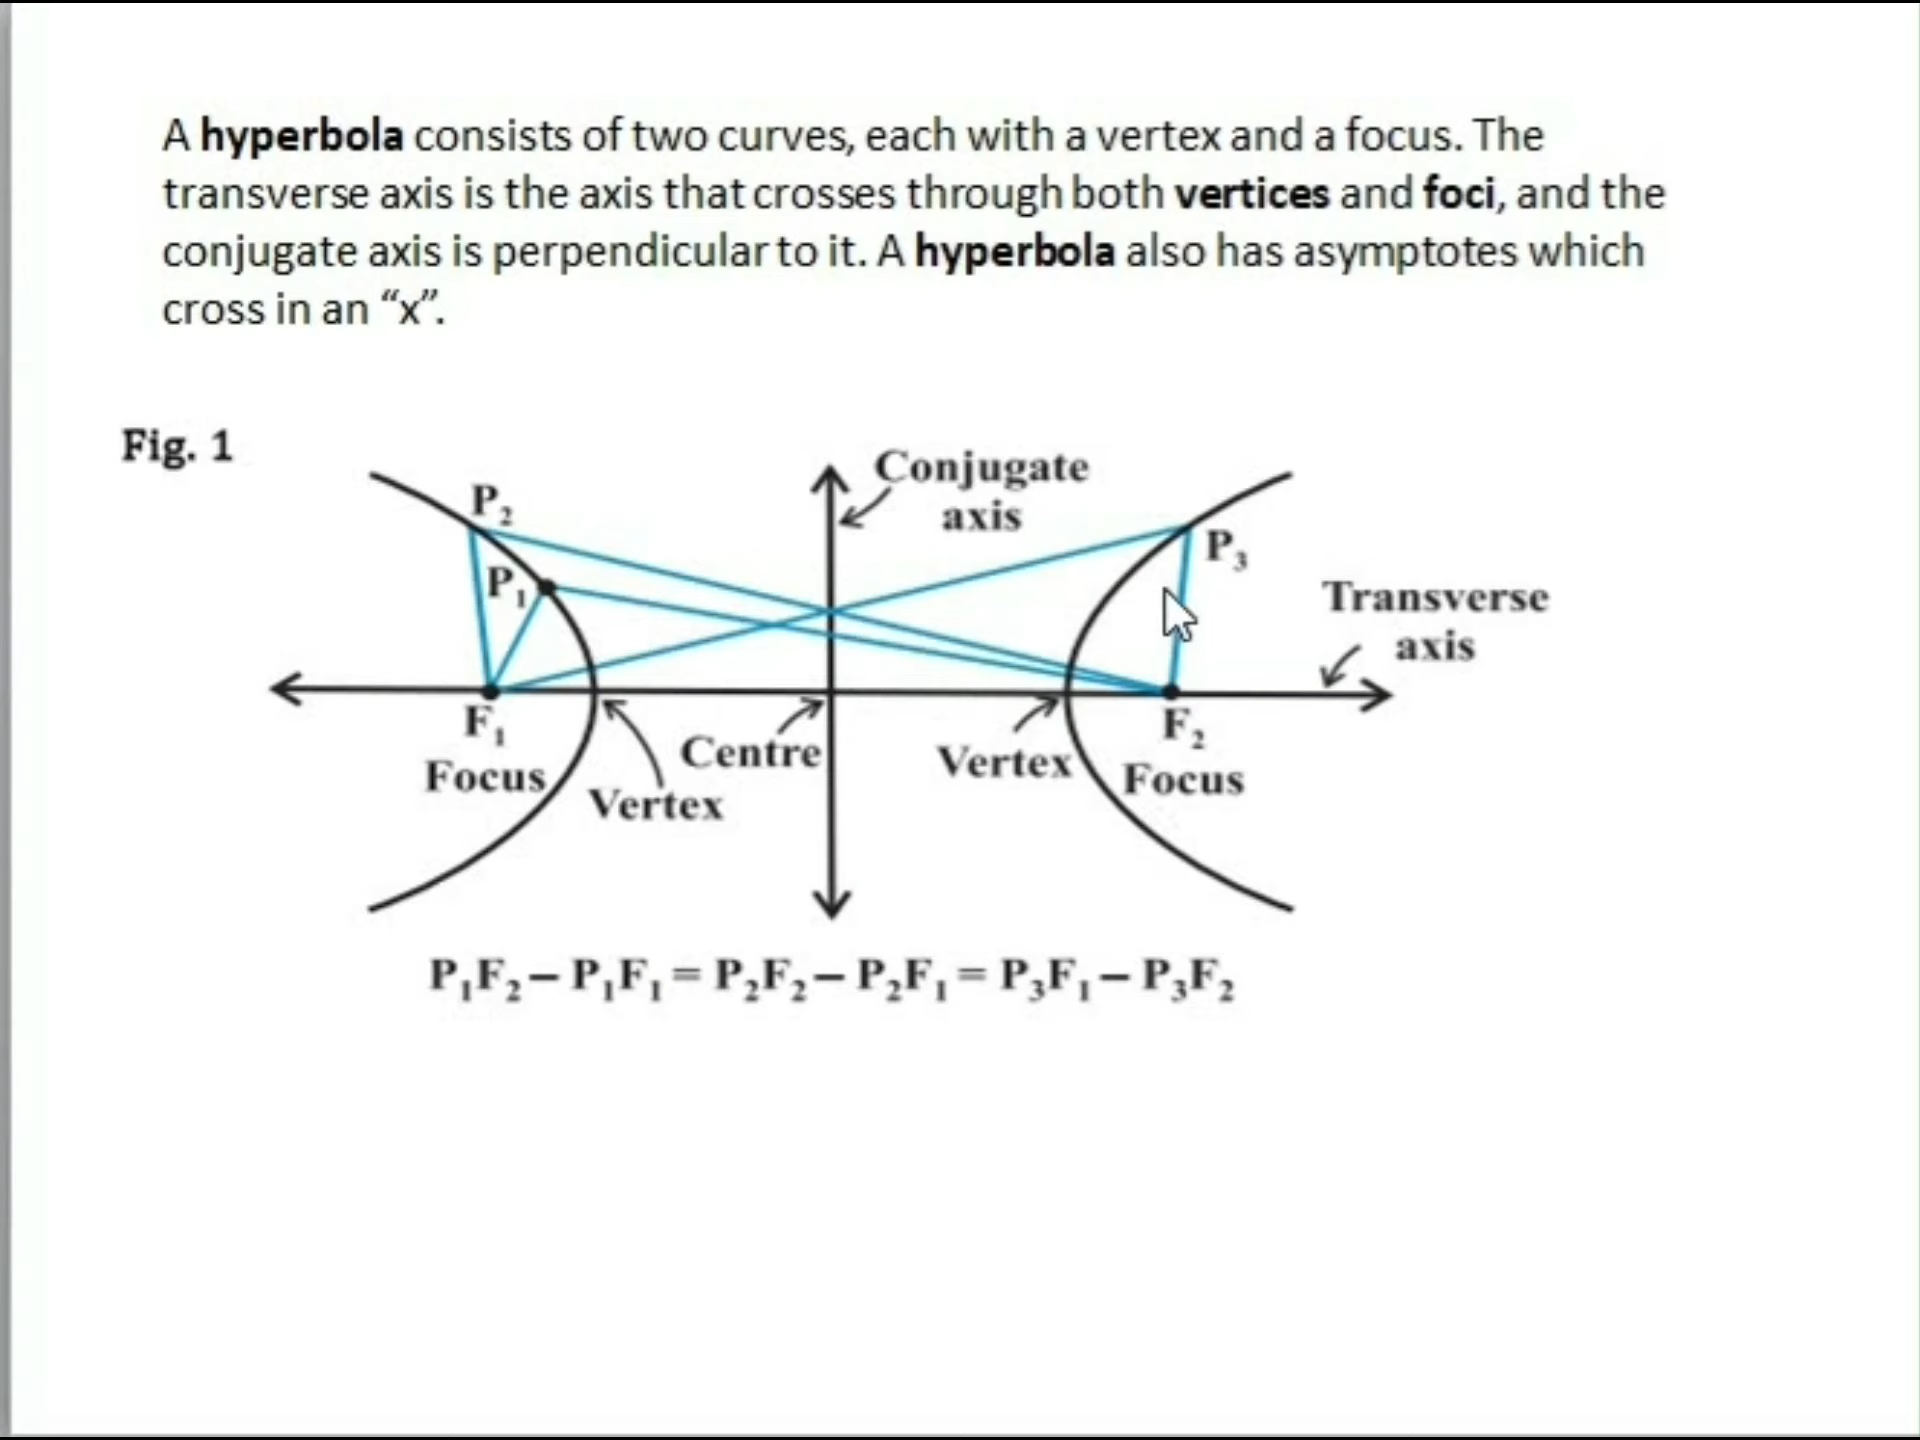 A hyperbola consists of two curves, each with a vertex and a focus. The
transverse axis is the axis that crosses through both vertices and foci, and the
conjugate axis is perpendicular to it. A hyperbola also has asymptotes which
cross in an “x”.
Fig. 1
Conjugate
axis
P₂
P₁
P₃
Transverse
axis
F₁
Focus
Vertex
Centre
Vertex
F₂
Focus
P₁F₂ – P₁F₁ = P₂F₂ – P₂F₁ = P₃F₁ – P₃F₂